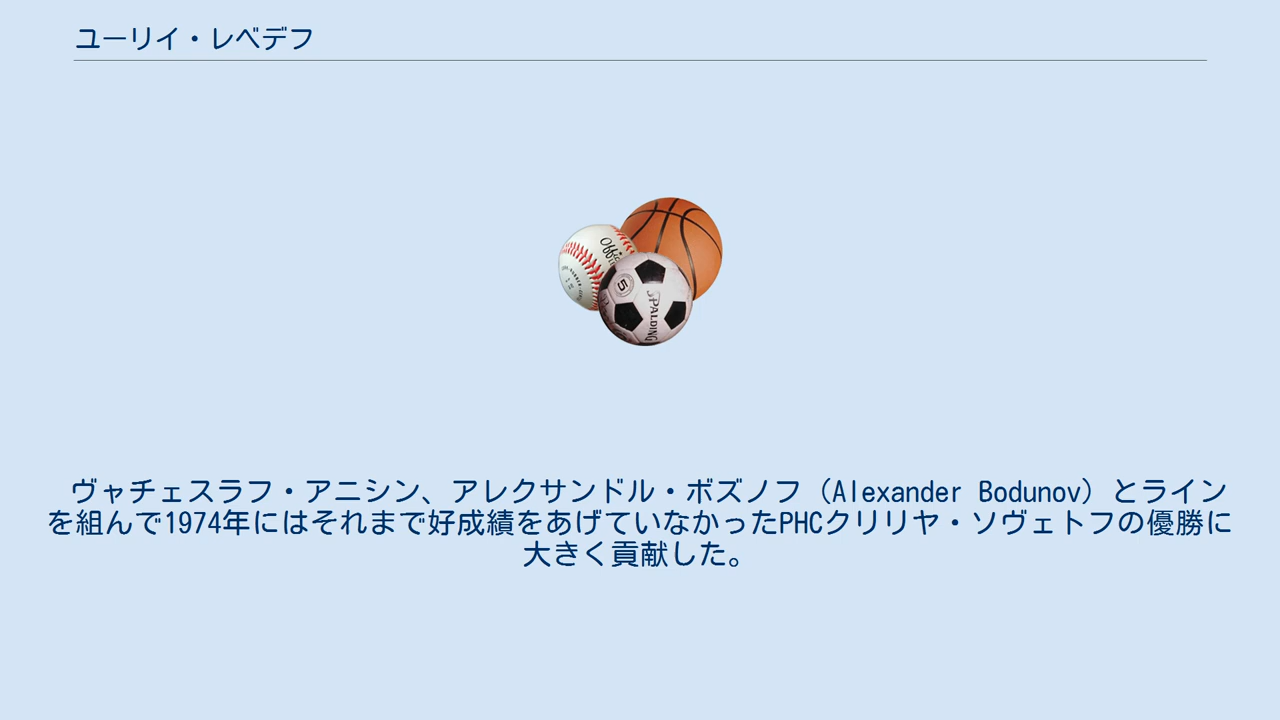 ユーリイ・レベデフ
Offic
5
SPALDING
ヴャチェスラフ・アニシン、アレクサンドル・ボズノフ（Alexander Bodunov）とライン
を組んで1974年にはそれまで好成績をあげていなかったPHCクリリヤ・ソヴェトフの優勝に
大きく貢献した。